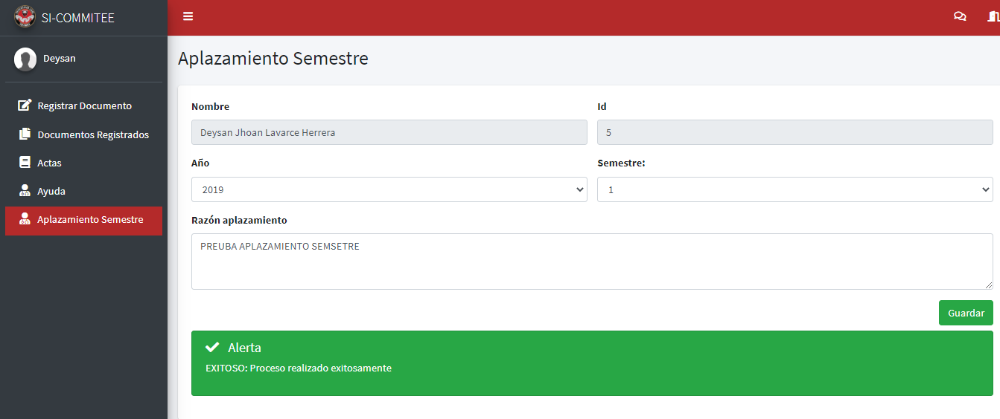 SI-COMMITEE
Deysan
Registrar Documento
Documentos Registrados
Actas
Ayuda
Aplazamiento Semestre
Aplazamiento Semestre
Nombre
Id
Deysan Jhoan Lavarce Herrera
5
Año
Semestre:
2019
1
Razón aplazamiento
PREUBA APLAZAMIENTO SEMSETRE
Guardar
Alerta
EXITOSO: Proceso realizado exitosamente